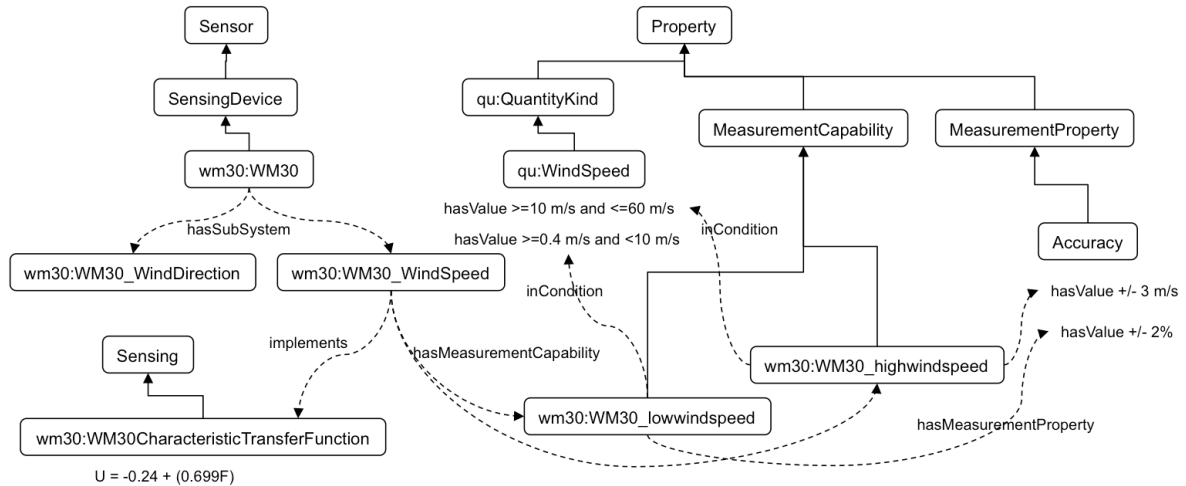 Sensor
Property
SensingDevice
qu:QuantityKind
MeasurementCapability
MeasurementProperty
wm30:WM30
qu:WindSpeed
hasValue >=10 m/s and <=60 m/s
hasSubSystem
inCondition
hasValue >=0.4 m/s and <10 m/s
Accuracy
wm30:WM30_WindDirection
wm30:WM30_WindSpeed
inCondition
hasValue +/- 3 m/s
hasValue +/- 2%
implements
Sensing
hasMeasurementCapability
wm30:WM30_highwindspeed
wm30:WM30_lowwindspeed
hasMeasurementProperty
wm30:WM30CharacteristicTransferFunction
U = -0.24 + (0.699F)